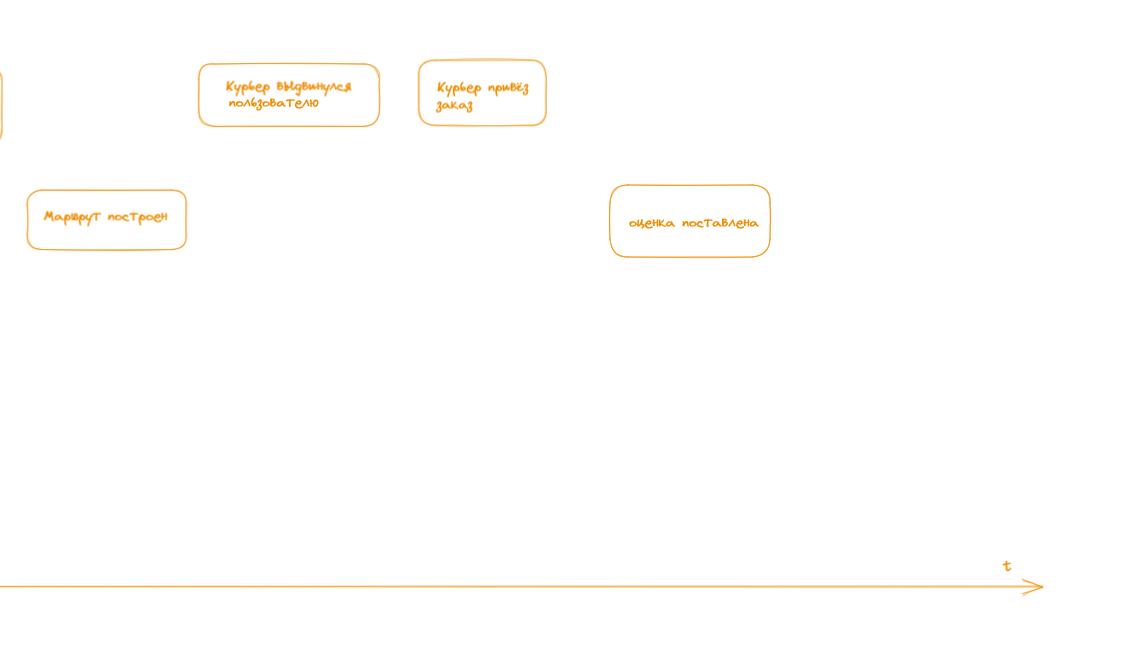 Курьер выдвинулся
пользователю
Курьер привёз
заказ
Маршрут построен
оценка поставлена
t